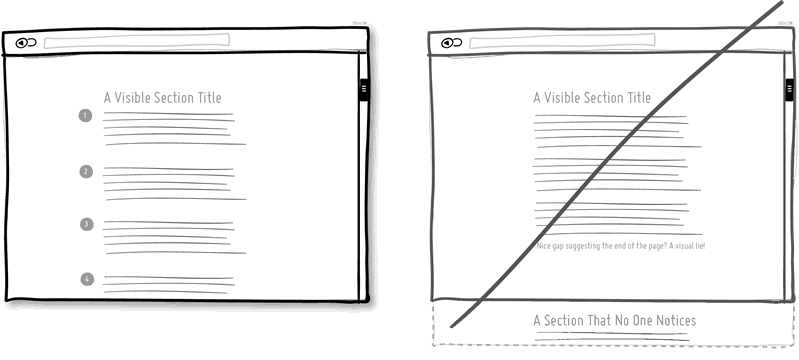 A Visible Section Title
1
2
3
4
A Visible Section Title
Nice gap suggesting the end of the page? A visual lie!
A Section That No One Notices